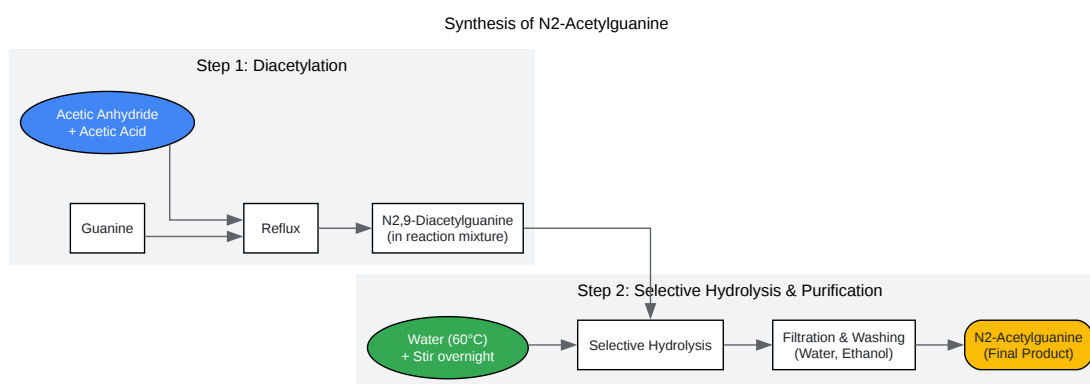 Synthesis of N2-Acetylguanine
Step 1: Diacetylation
Acetic Anhydride
+ Acetic Acid
Guanine
Reflux
N2,9-Diacetylguanine
(in reaction mixture)
Step 2: Selective Hydrolysis & Purification
Water (60°C)
+ Stir overnight
Selective Hydrolysis
Filtration & Washing
(Water, Ethanol)
N2-Acetylguanine
(Final Product)